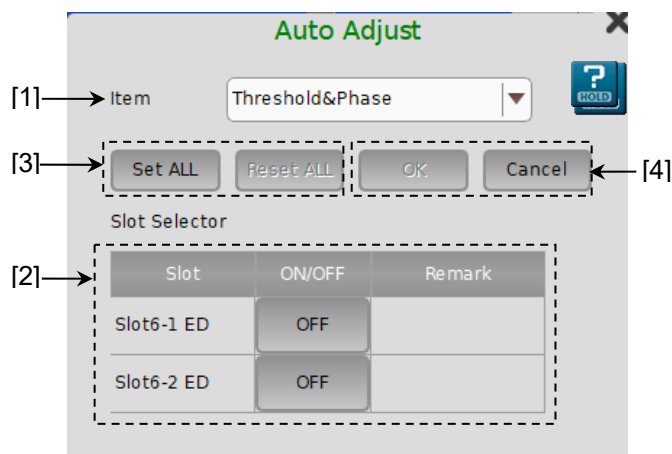 Auto Adjust
[1] Item Threshold&Phase
? HOLD
[3] Set ALL Reset ALL OK Cancel [4]
Slot Selector
[2] Slot ON/OFF Remark
Slot6-1 ED OFF
Slot6-2 ED OFF